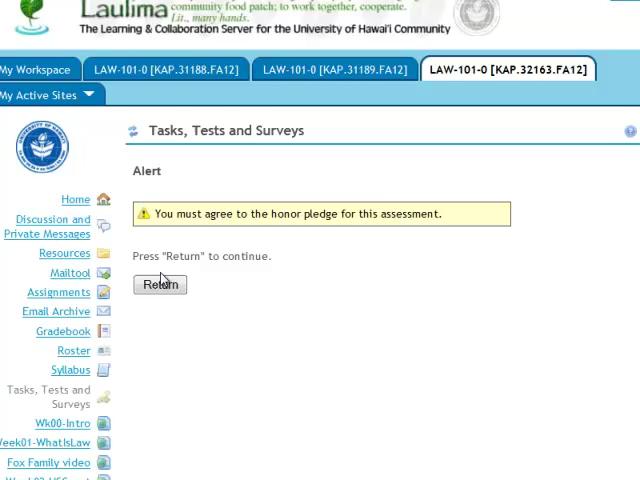 Laulima
community food patch; to work together, cooperate.
Lit., many hands.
The Learning & Collaboration Server for the University of Hawai'i Community
My Workspace
LAW-101-0 [KAP.31188.FA12]
LAW-101-0 [KAP.31189.FA12]
LAW-101-0 [KAP.32163.FA12]
My Active Sites
Tasks, Tests and Surveys
Alert
You must agree to the honor pledge for this assessment.
Press "Return" to continue.
Return
Home
Discussion and
Private Messages
Resources
Mailtool
Assignments
Email Archive
Gradebook
Roster
Syllabus
Tasks, Tests and
Surveys
Wk00-Intro
Week01-WhatIsLaw
Fox Family video